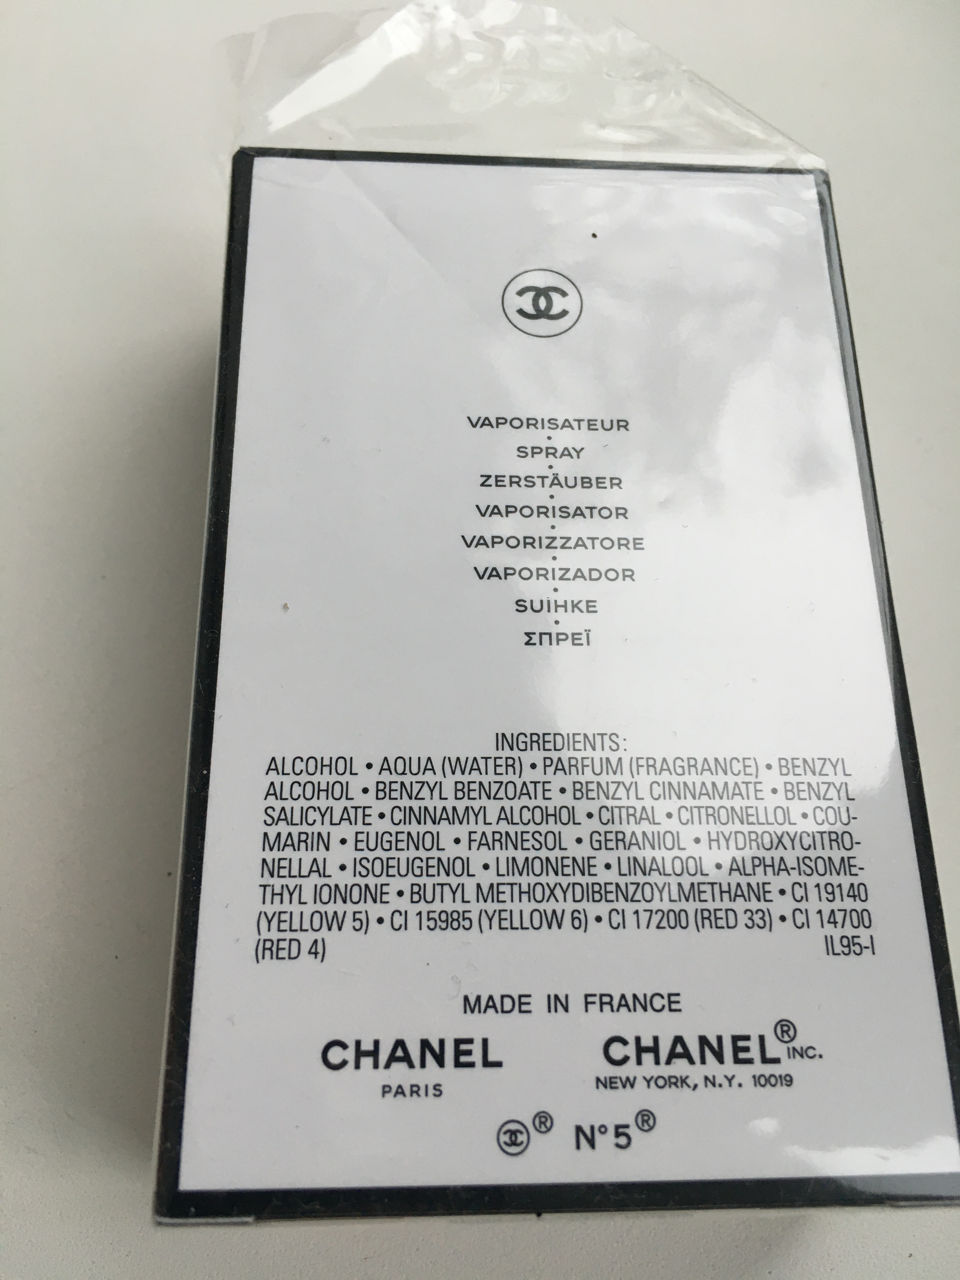 VAPORISATEUR
•
SPRAY
•
ZERSTÄUBER
•
VAPORISATOR
•
VAPORIZZATORE
•
VAPORIZADOR
•
SUIHKE
•
ΣΠΡΕΪ
INGREDIENTS:
ALCOHOL • AQUA (WATER) • PARFUM (FRAGRANCE) • BENZYL
ALCOHOL • BENZYL BENZOATE • BENZYL CINNAMATE • BENZYL
SALICYLATE • CINNAMYL ALCOHOL • CITRAL • CITRONELLOL • COU-
MARIN • EUGENOL • FARNESOL • GERANIOL • HYDROXYCITRO-
NELLAL • ISOEUGENOL • LIMONENE • LINALOOL • ALPHA-ISOME-
THYL IONONE • BUTYL METHOXYDIBENZOYLMETHANE • CI 19140
(YELLOW 5) • CI 15985 (YELLOW 6) • CI 17200 (RED 33) • CI 14700
(RED 4) IL95-I
MADE IN FRANCE
CHANEL CHANEL® INC.
PARIS NEW YORK, N.Y. 10019
® N°5®